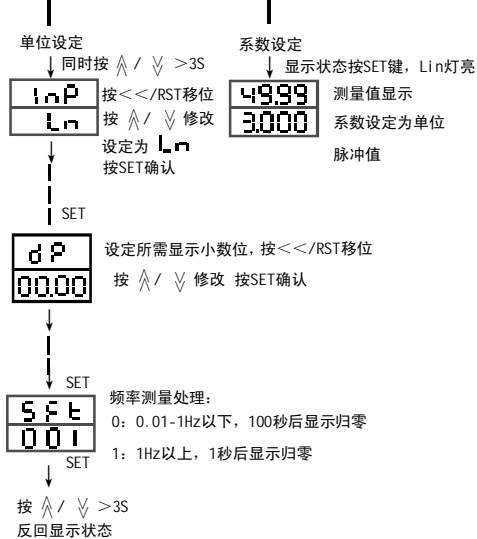 单位设定
同时按 ︽ / ︾ >3S
InP
Ln
按<</RST移位
按 ︽ / ︾ 修改
设定为 Ln
按SET确认
SET
dP
00.00
设定所需显示小数位,按<</RST移位
按 ︽ / ︾ 修改 按SET确认
SET
SFt
001
频率测量处理:
0: 0.01-1Hz以下, 100秒后显示归零
1: 1Hz以上, 1秒后显示归零
SET
按 ︽ / ︾ >3S
反回显示状态
系数设定
显示状态按SET键, Lin灯亮
49.99
3.000
测量值显示
系数设定为单位
脉冲值